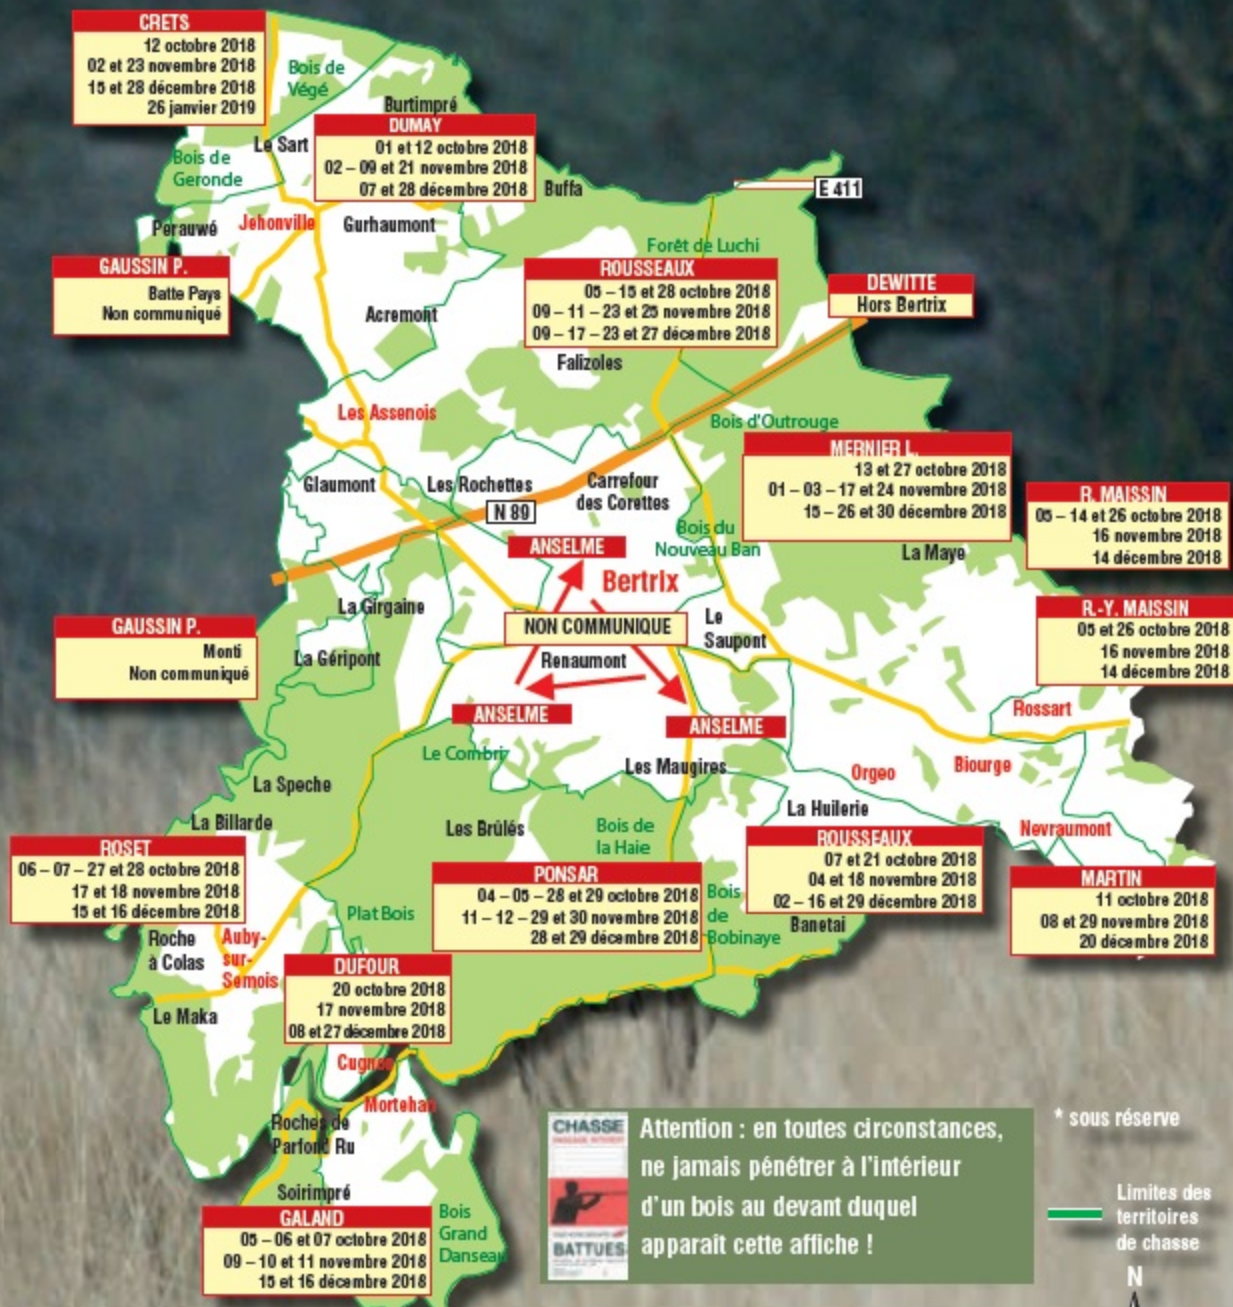 CRETS
12 octobre 2018
02 et 23 novembre 2018
15 et 28 décembre 2018
26 janvier 2019
Bois de
Végé
Burtimpré
Le Sart
DUMAY
01 et 12 octobre 2018
02 – 09 et 21 novembre 2018
07 et 28 décembre 2018
Bois de
Geronde
Buffa
E 411
Perauwé
Jehonville
Gurhaumont
Forêt de Luchi
GAUSSIN P.
Batte Pays
Non communiqué
ROUSSEAUX
05 – 15 et 28 octobre 2018
09 – 11 – 23 et 25 novembre 2018
09 – 17 – 23 et 27 décembre 2018
DEWITTE
Hors Bertrix
Acremont
Falizoles
Les Assenois
Bois d'Outrouge
MERNIER L.
13 et 27 octobre 2018
01 – 03 – 17 et 24 novembre 2018
15 – 26 et 30 décembre 2018
Glaumont
Les Rochettes
Carrefour
des Corettes
N 89
R. MAISSIN
05 – 14 et 26 octobre 2018
16 novembre 2018
14 décembre 2018
Bois du
Nouveau Ban
La Maye
ANSELME
Bertrix
La Girgaine
NON COMMUNIQUE
Le
Saupont
R.-Y. MAISSIN
05 et 26 octobre 2018
16 novembre 2018
14 décembre 2018
GAUSSIN P.
Monti
Non communiqué
La Géripont
Renaumont
ANSELME
ANSELME
Rossart
Le Combri
Les Maugires
Orgeo
Biourge
La Speche
La Billarde
Les Brûlés
Bois de
la Haie
La Huilerie
Nevraumont
ROSET
06 – 07 – 27 et 28 octobre 2018
17 et 18 novembre 2018
15 et 16 décembre 2018
PONSAR
04 – 05 – 28 et 29 octobre 2018
11 – 12 – 29 et 30 novembre 2018
28 et 29 décembre 2018
ROUSSEAUX
07 et 21 octobre 2018
04 et 18 novembre 2018
02 – 16 et 29 décembre 2018
MARTIN
11 octobre 2018
08 et 29 novembre 2018
20 décembre 2018
Plat Bois
Bois
de
Bobinaye
Banetai
Roche
à Colas
Auby-
sur-
Semois
DUFOUR
20 octobre 2018
17 novembre 2018
08 et 27 décembre 2018
Le Maka
Cugnon
Mortehan
Roches de
Parfond Ru
Soirimpré
GALAND
05 – 06 et 07 octobre 2018
09 – 10 et 11 novembre 2018
15 et 16 décembre 2018
Bois
Grand
Danseau
CHASSE
BATTUES
Attention : en toutes circonstances,
ne jamais pénétrer à l'intérieur
d'un bois au devant duquel
apparaît cette affiche !
* sous réserve
Limites des
territoires
de chasse
N